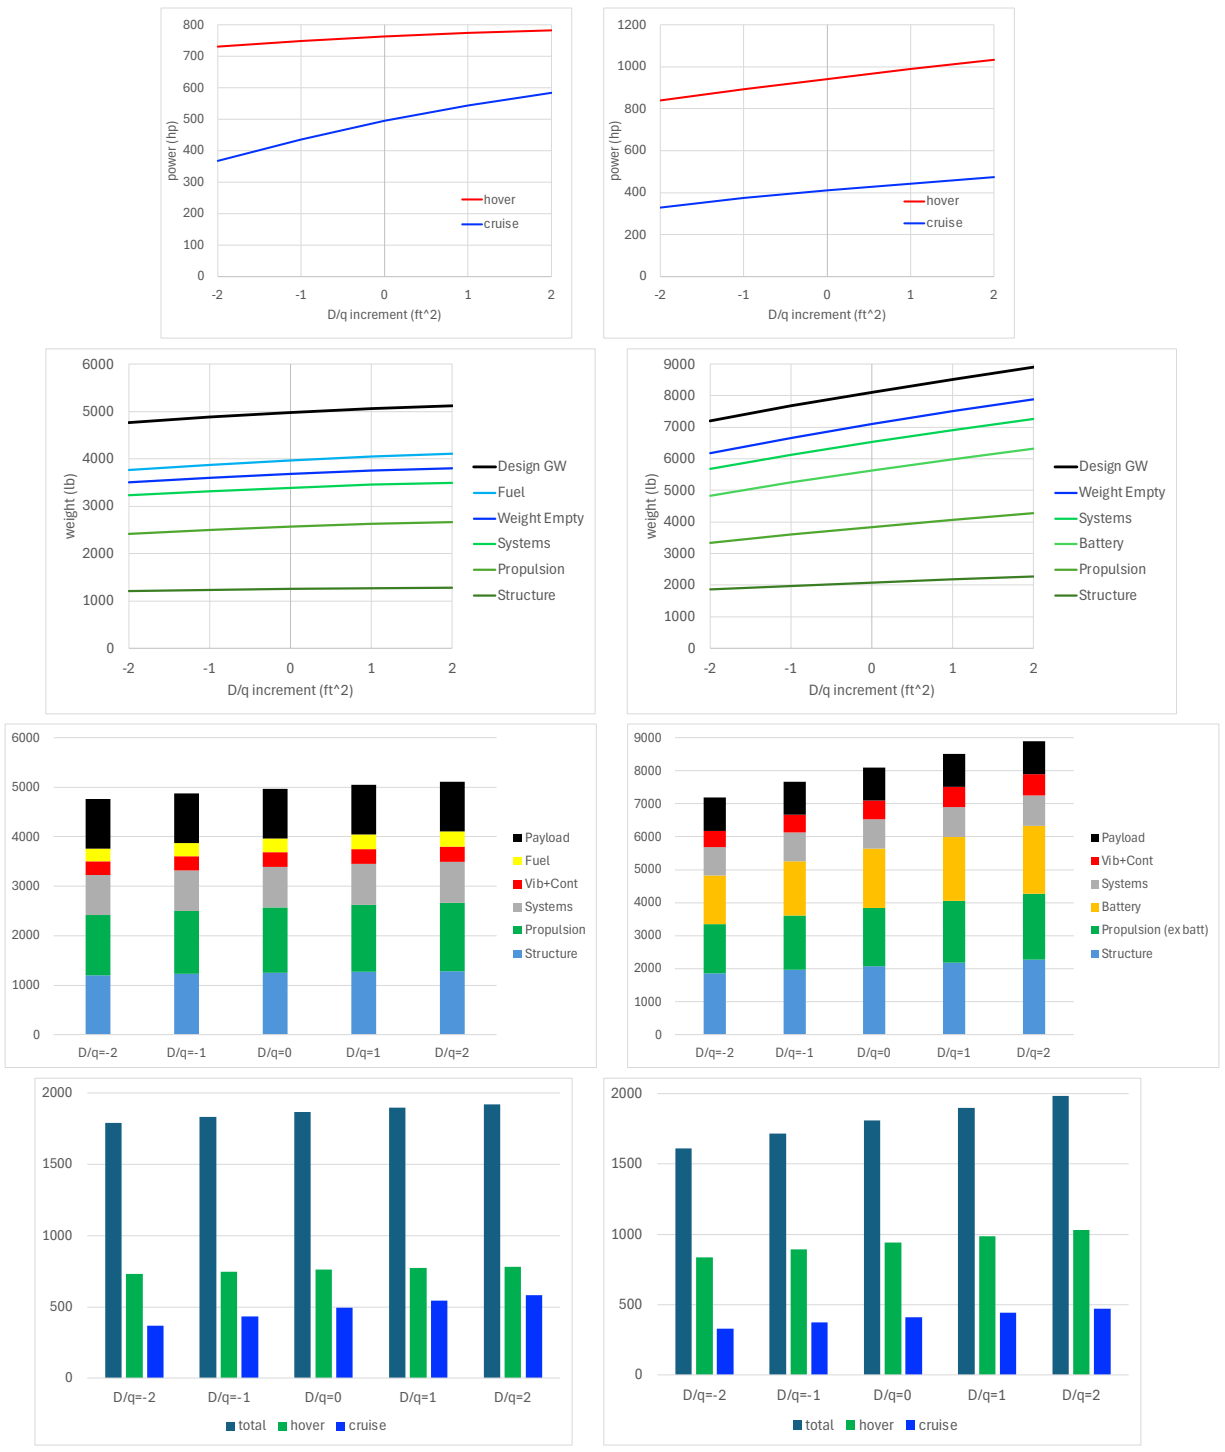 800
700
600
500
400
300
200
100
0
power (hp)
hover
cruise
-2 -1 0 1 2
D/q increment (ft^2)
1200
1000
800
600
400
200
0
power (hp)
hover
cruise
-2 -1 0 1 2
D/q increment (ft^2)
6000
5000
4000
3000
2000
1000
0
weight (lb)
Design GW
Fuel
Weight Empty
Systems
Propulsion
Structure
-2 -1 0 1 2
D/q increment (ft^2)
9000
8000
7000
6000
5000
4000
3000
2000
1000
0
weight (lb)
Design GW
Weight Empty
Systems
Battery
Propulsion
Structure
-2 -1 0 1 2
D/q increment (ft^2)
6000
5000
4000
3000
2000
1000
0
Payload
Fuel
Vib+Cont
Systems
Propulsion
Structure
D/q=-2 D/q=-1 D/q=0 D/q=1 D/q=2
9000
8000
7000
6000
5000
4000
3000
2000
1000
0
Payload
Vib+Cont
Systems
Battery
Propulsion (ex batt)
Structure
D/q=-2 D/q=-1 D/q=0 D/q=1 D/q=2
2000
1500
1000
500
0
D/q=-2 D/q=-1 D/q=0 D/q=1 D/q=2
total hover cruise
2000
1500
1000
500
0
D/q=-2 D/q=-1 D/q=0 D/q=1 D/q=2
total hover cruise